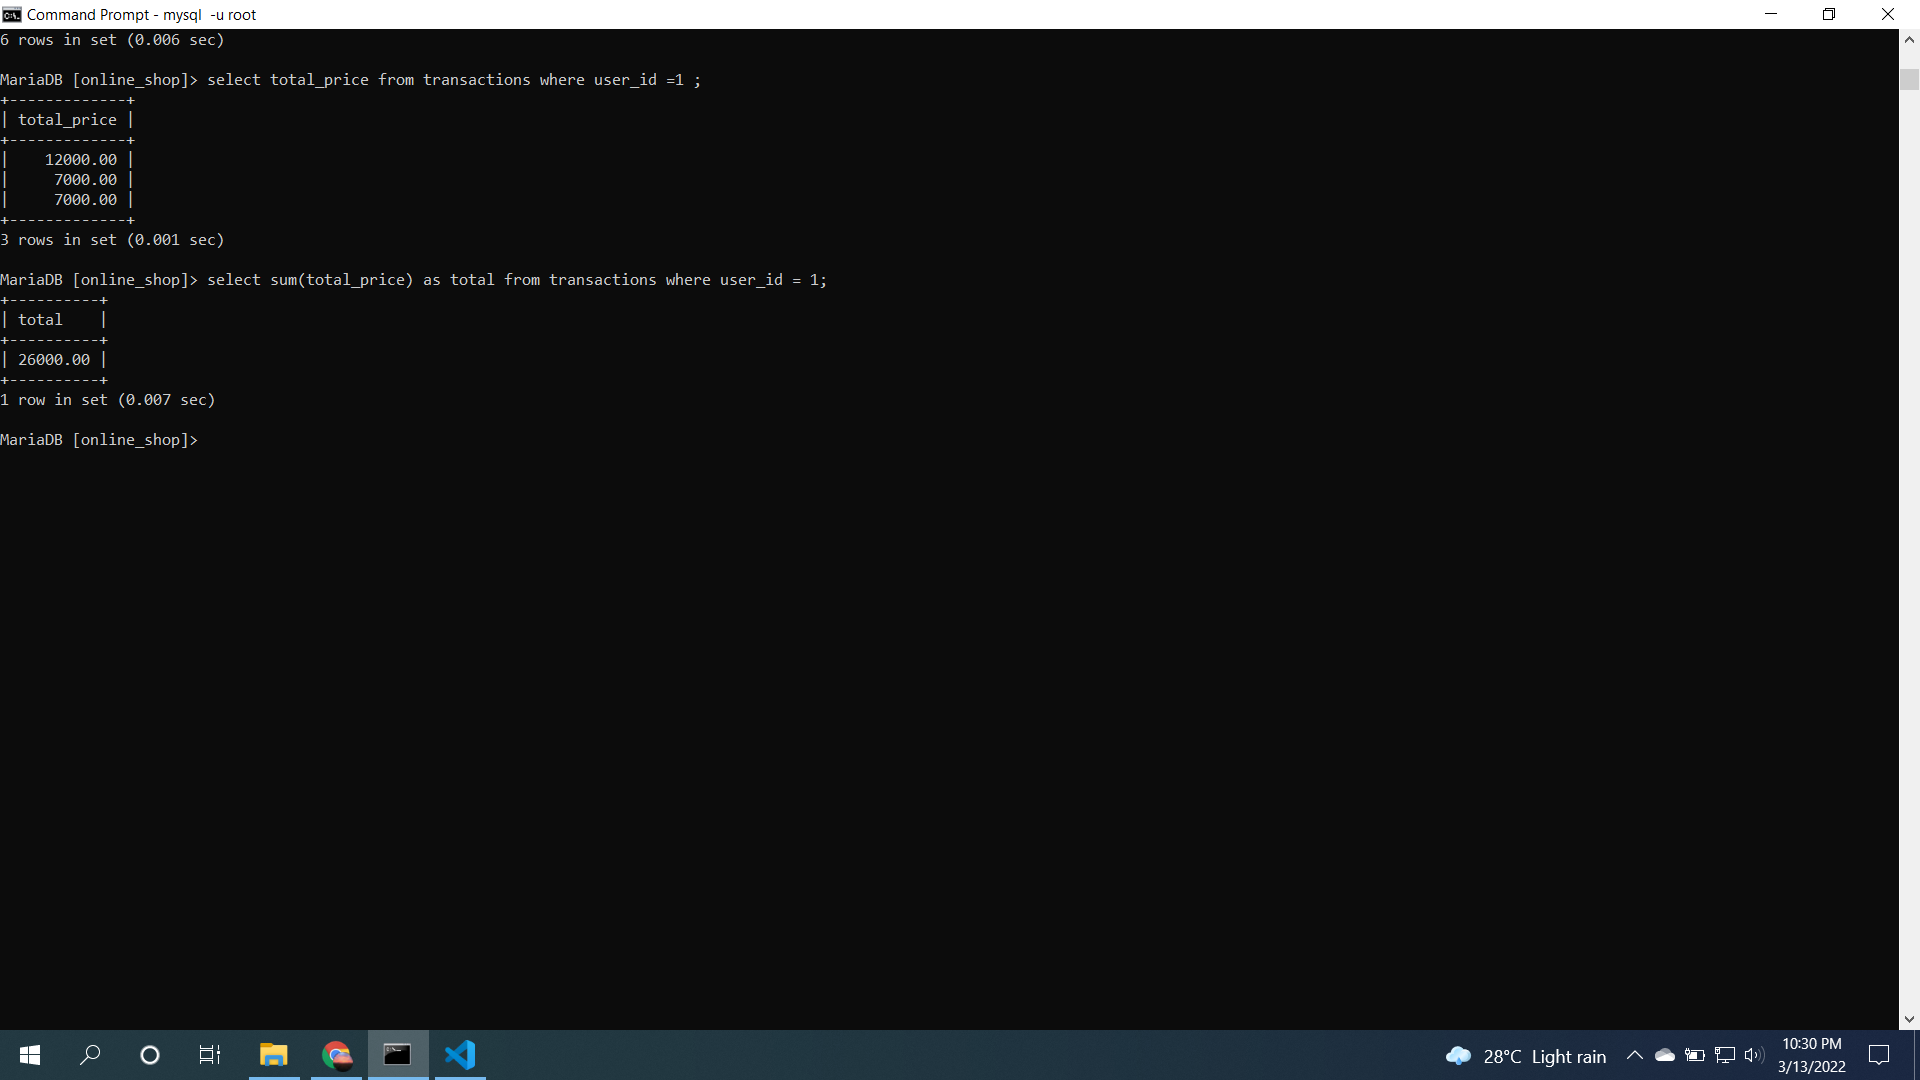 Command Prompt - mysql  -u root
6 rows in set (0.006 sec)
MariaDB [online_shop]> select total_price from transactions where user_id =1 ;
+-------------+
| total_price |
+-------------+
|    12000.00 |
|     7000.00 |
|     7000.00 |
+-------------+
3 rows in set (0.001 sec)
MariaDB [online_shop]> select sum(total_price) as total from transactions where user_id = 1;
+----------+
| total    |
+----------+
| 26000.00 |
+----------+
1 row in set (0.007 sec)
MariaDB [online_shop]>
28°C  Light rain
10:30 PM
3/13/2022